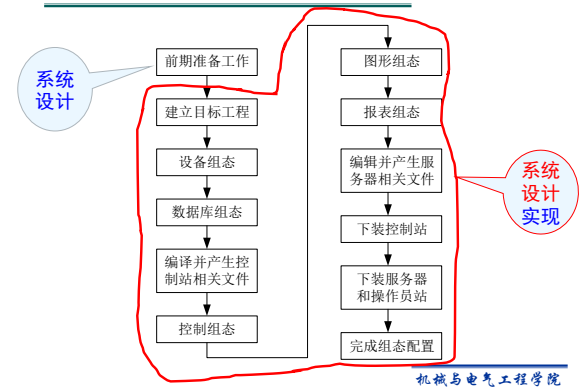 系统
设计
前期准备工作
建立目标工程
设备组态
数据库组态
编译并产生控
制站相关文件
控制组态
图形组态
报表组态
编辑并产生服
务器相关文件
下装控制站
下装服务器
和操作员站
完成组态配置
系统
设计
实现
机械与电气工程学院